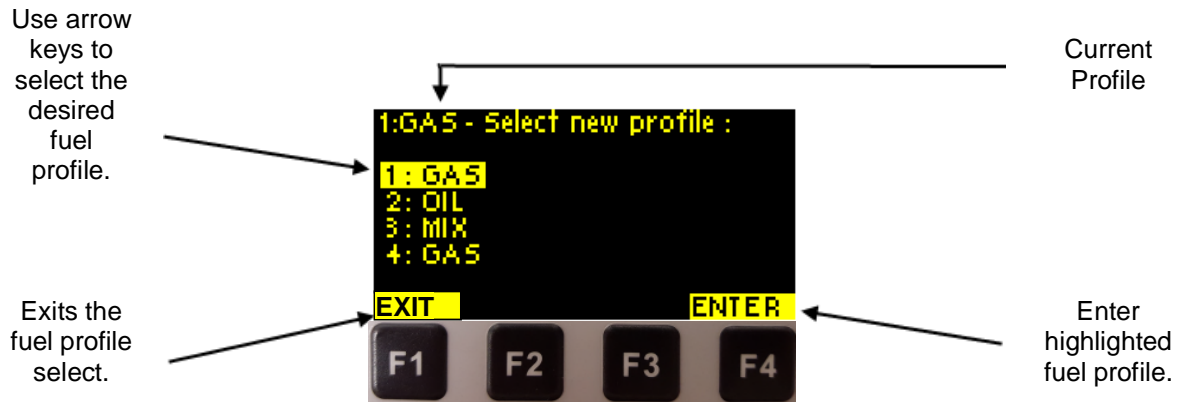 Use arrow
keys to
select the
desired
fuel
profile.
Current
Profile
1:GAS - Select new profile :
1: GAS
2: OIL
3: MIX
4: GAS
EXIT
ENTER
Exits the
fuel profile
select.
Enter
highlighted
fuel profile.
F1 F2 F3 F4